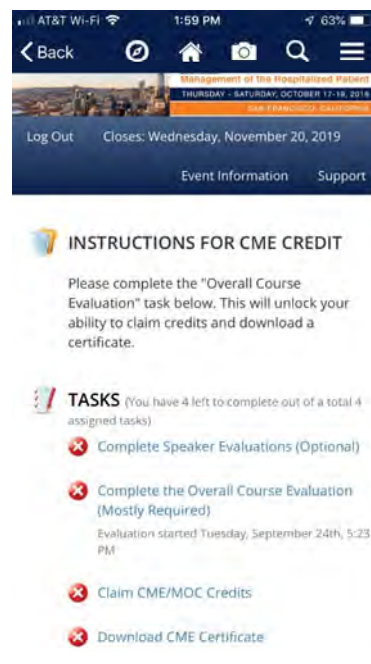 AT&T Wi-Fi 1:59 PM 63%
Back
Management of the Hospitalized Patient
THURSDAY - SATURDAY, OCTOBER 17-19, 2019
SAN FRANCISCO, CALIFORNIA
Log Out Closes: Wednesday, November 20, 2019
Event Information Support
INSTRUCTIONS FOR CME CREDIT
Please complete the "Overall Course
Evaluation" task below. This will unlock your
ability to claim credits and download a
certificate.
TASKS (You have 4 left to complete out of a total 4
assigned tasks)
Complete Speaker Evaluations (Optional)
Complete the Overall Course Evaluation
(Mostly Required)
Evaluation started Tuesday, September 24th, 5:23
PM
Claim CME/MOC Credits
Download CME Certificate